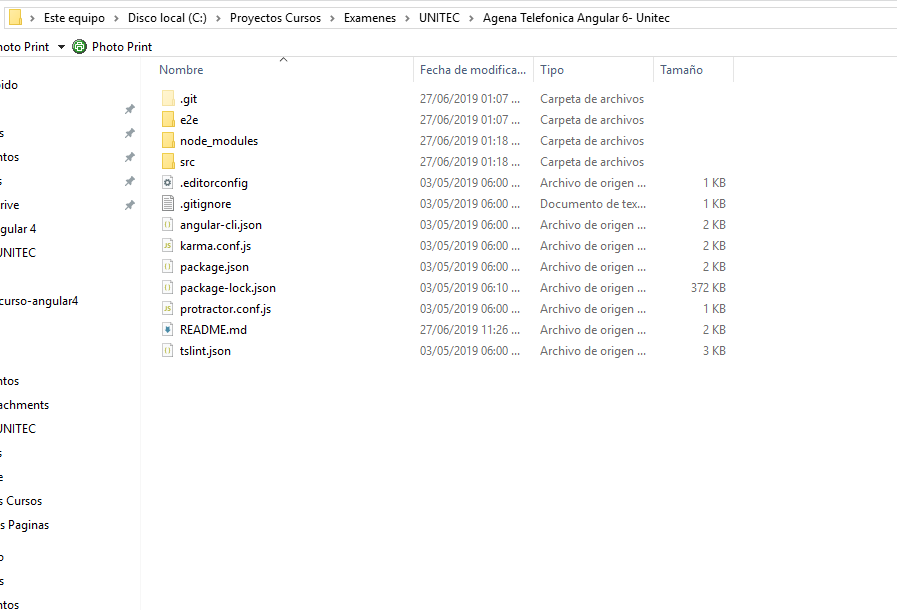 Este equipo > Disco local (C:) > Proyectos Cursos > Examenes > UNITEC > Agena Telefonica Angular 6- Unitec
hoto Print Photo Print
Nombre Fecha de modifica... Tipo Tamaño
.git 27/06/2019 01:07 ... Carpeta de archivos
e2e 27/06/2019 01:07 ... Carpeta de archivos
node_modules 27/06/2019 01:18 ... Carpeta de archivos
src 27/06/2019 01:18 ... Carpeta de archivos
.editorconfig 03/05/2019 06:00 ... Archivo de origen ... 1 KB
.gitignore 03/05/2019 06:00 ... Documento de tex... 1 KB
angular-cli.json 03/05/2019 06:00 ... Archivo de origen ... 2 KB
karma.conf.js 03/05/2019 06:00 ... Archivo de origen ... 2 KB
package.json 03/05/2019 06:00 ... Archivo de origen ... 2 KB
package-lock.json 03/05/2019 06:10 ... Archivo de origen ... 372 KB
protractor.conf.js 03/05/2019 06:00 ... Archivo de origen ... 1 KB
README.md 27/06/2019 11:26 ... Archivo de origen ... 2 KB
tslint.json 03/05/2019 06:00 ... Archivo de origen ... 3 KB
ido
s
ntos
s
rive
gular 4
UNITEC
curso-angular4
ntos
achments
UNITEC
s
e
s Cursos
s Paginas
o
s
ntos